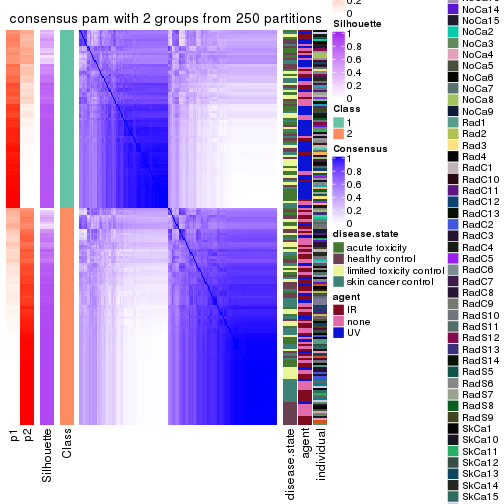 consensus pam with 2 groups from 250 partitions
p1
p2
Silhouette
Class
disease.state
agent
individual
0.2
0
Silhouette
1
0.8
0.6
0.4
0.2
0
Class
1
2
Consensus
1
0.8
0.6
0.4
0.2
0
disease.state
acute toxicity
healthy control
limited toxicity control
skin cancer control
agent
IR
none
UV
NoCa14
NoCa15
NoCa2
NoCa3
NoCa4
NoCa5
NoCa6
NoCa7
NoCa8
NoCa9
Rad1
Rad2
Rad3
Rad4
RadC1
RadC10
RadC11
RadC12
RadC13
RadC2
RadC3
RadC4
RadC5
RadC6
RadC7
RadC8
RadC9
RadS10
RadS11
RadS12
RadS13
RadS14
RadS5
RadS6
RadS7
RadS8
RadS9
SkCa1
SkCa10
SkCa11
SkCa12
SkCa13
SkCa14
SkCa15